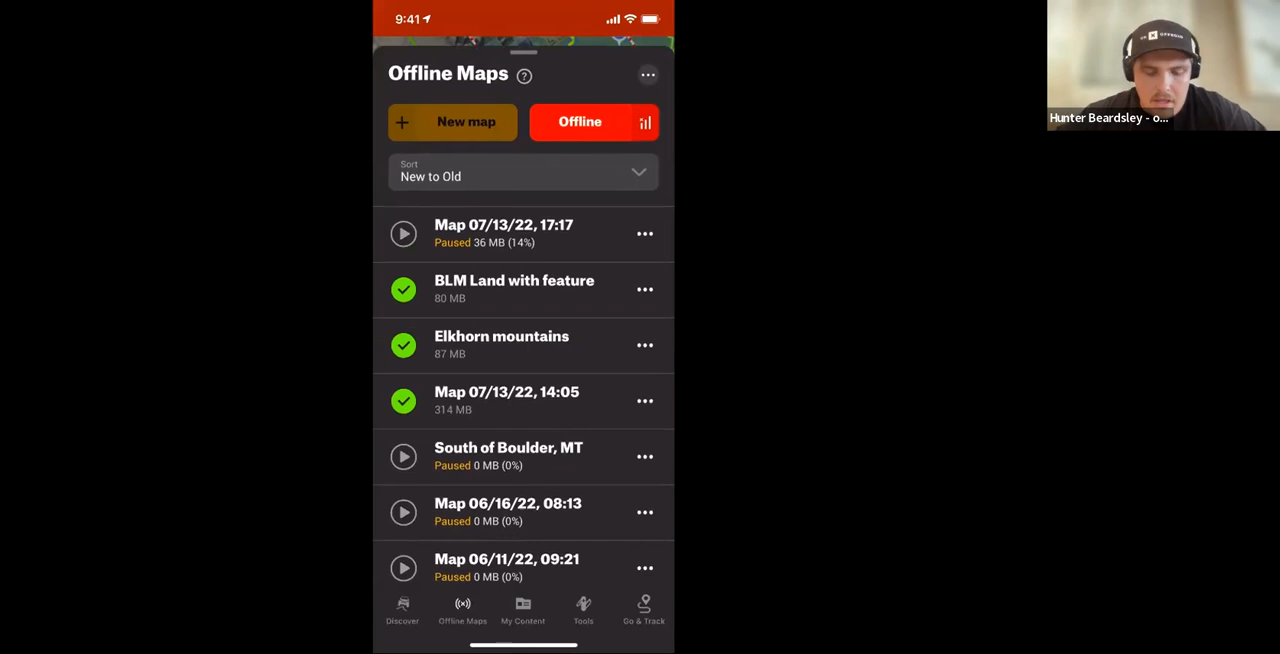 9:41
Offline Maps ?
+ New map
Offline
Sort
New to Old
Map 07/13/22, 17:17
Paused 36 MB (14%)
BLM Land with feature
80 MB
Elkhorn mountains
87 MB
Map 07/13/22, 14:05
314 MB
South of Boulder, MT
Paused 0 MB (0%)
Map 06/16/22, 08:13
Paused 0 MB (0%)
Map 06/11/22, 09:21
Paused 0 MB (0%)
Discover
Offline Maps
My Content
Tools
Go & Track
Hunter Beardsley - o...